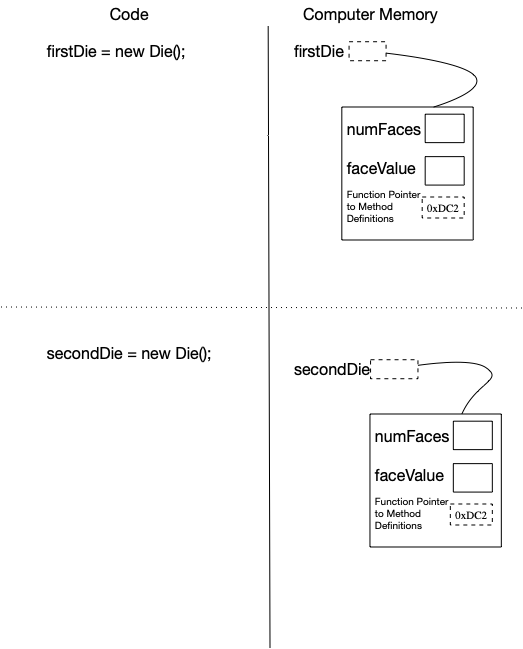 Code
Computer Memory
firstDie = new Die();
firstDie
numFaces
faceValue
Function Pointer
to Method
Definitions
0xDC2
secondDie = new Die();
secondDie
numFaces
faceValue
Function Pointer
to Method
Definitions
0xDC2